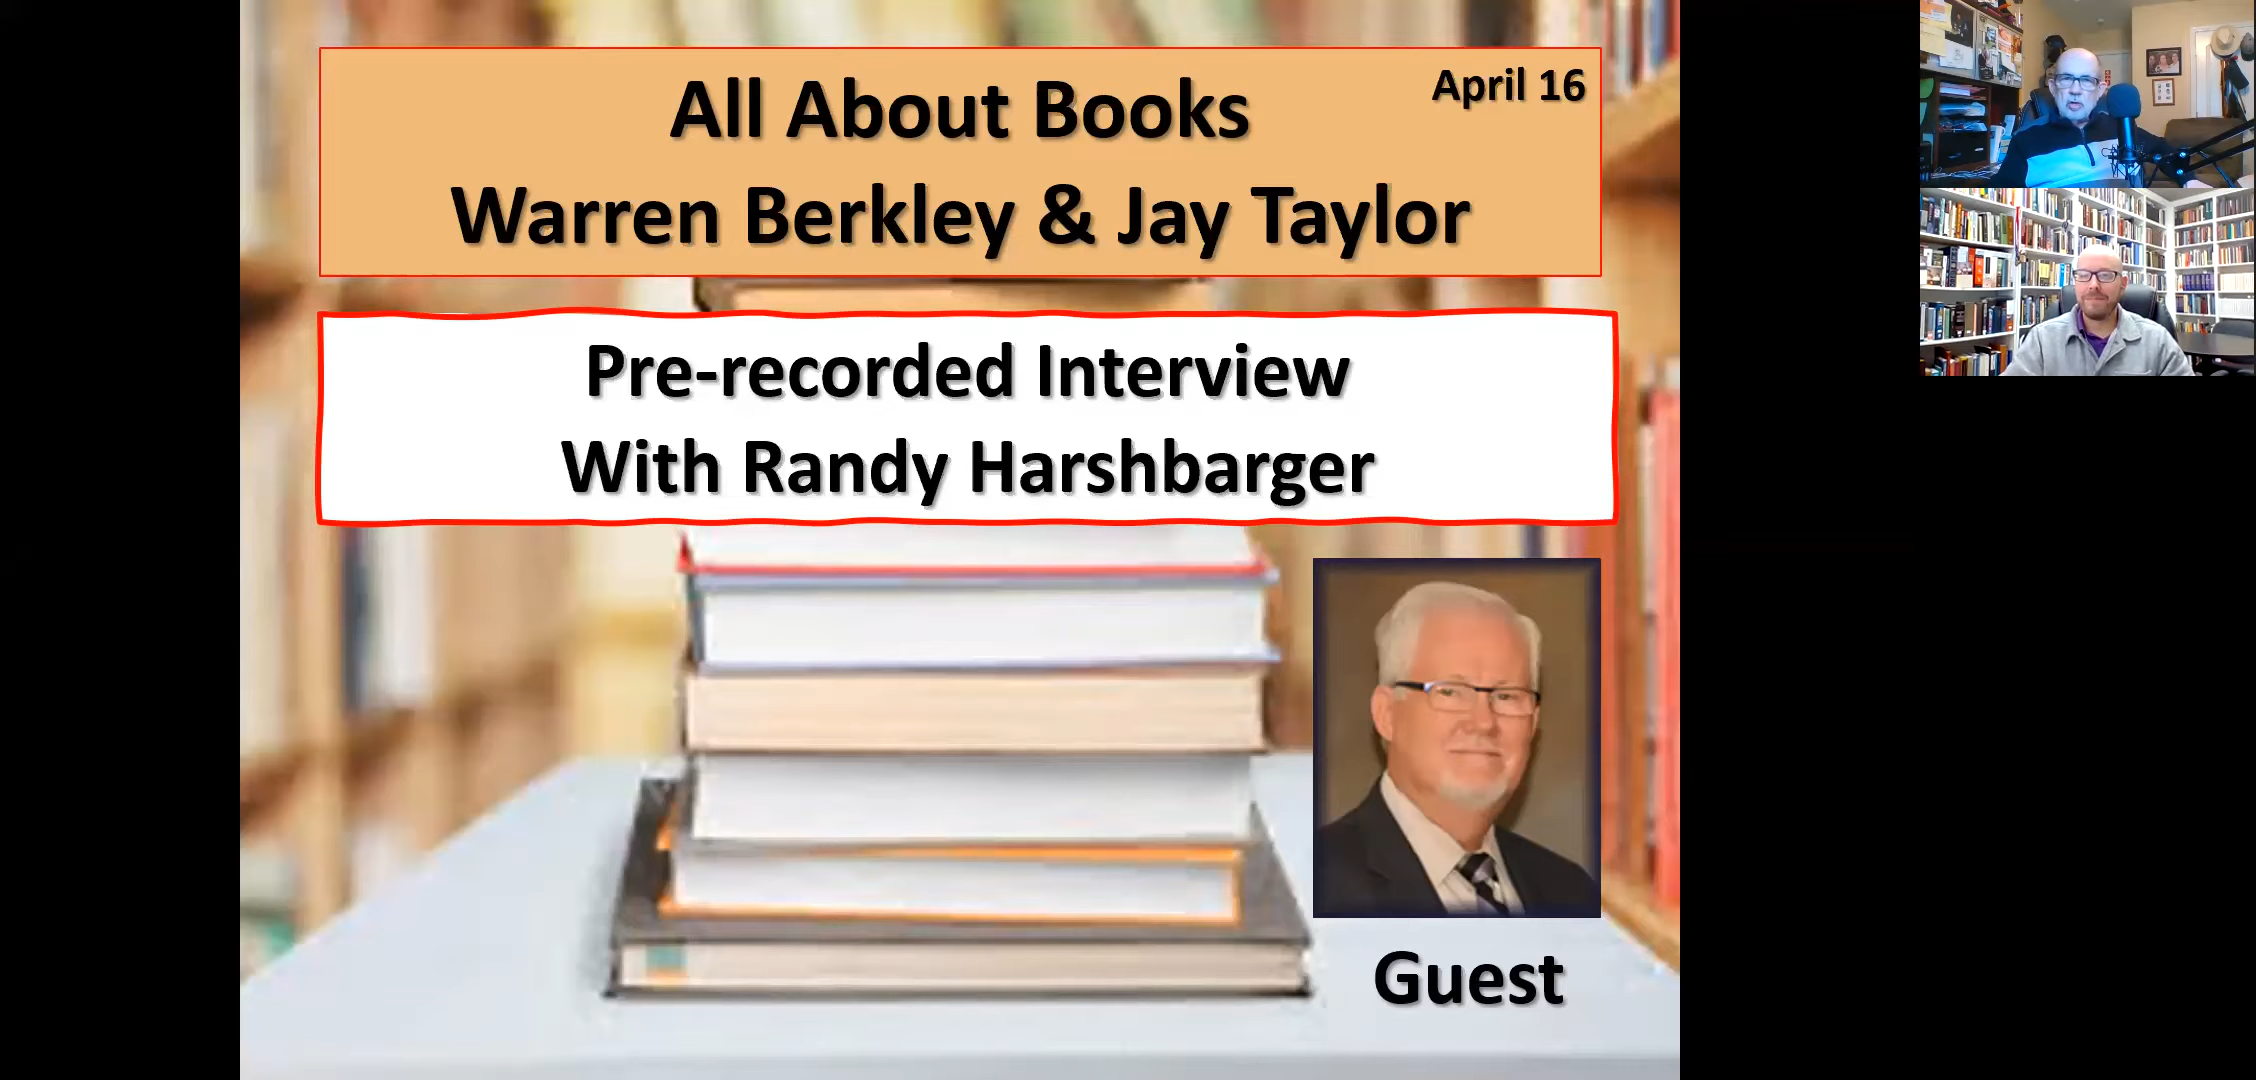 All About Books
April 16
Warren Berkley & Jay Taylor
Pre-recorded Interview
With Randy Harshbarger
Guest